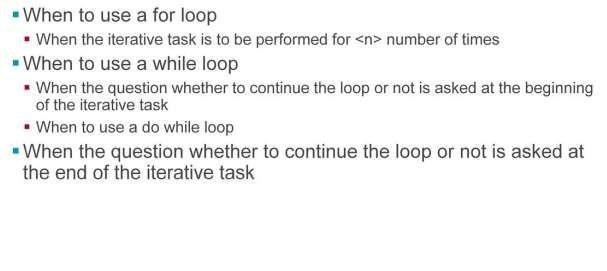 When to use a for loop
When the iterative task is to be performed for <n> number of times
When to use a while loop
When the question whether to continue the loop or not is asked at the beginning
of the iterative task
When to use a do while loop
When the question whether to continue the loop or not is asked at
the end of the iterative task